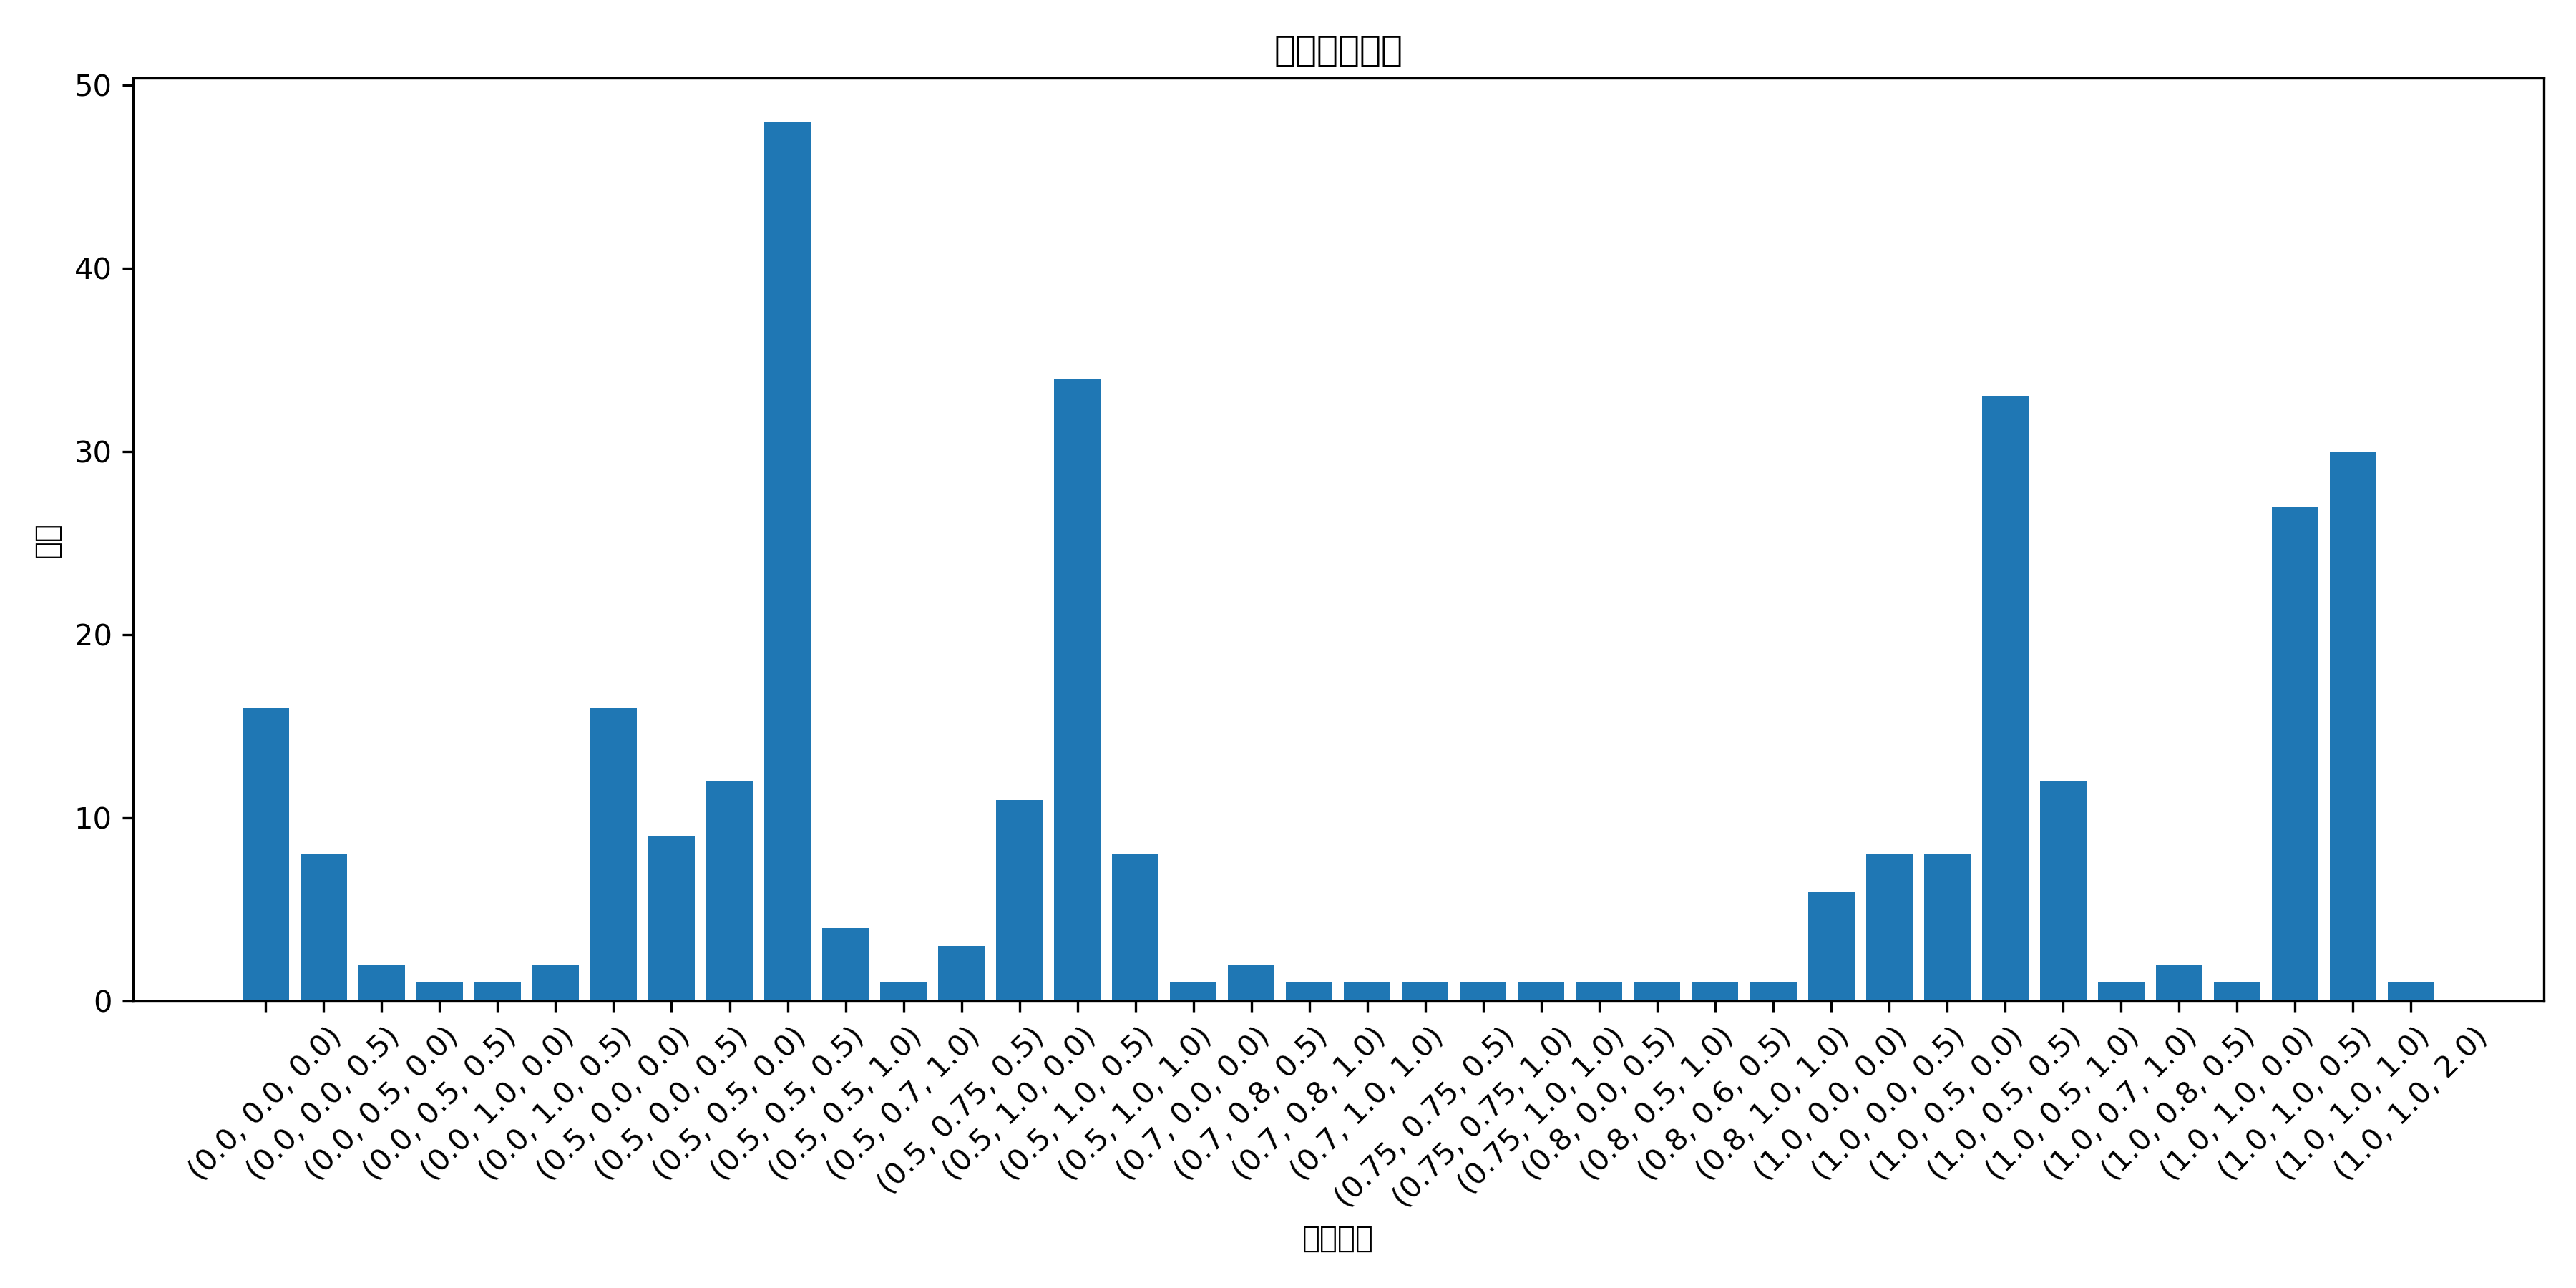 50
40
30
20
10
0
(0.0, 0.0, 0.0)
(0.0, 0.0, 0.5)
(0.0, 0.5, 0.0)
(0.0, 0.5, 0.5)
(0.0, 1.0, 0.0)
(0.0, 1.0, 0.5)
(0.5, 0.0, 0.0)
(0.5, 0.0, 0.5)
(0.5, 0.5, 0.0)
(0.5, 0.5, 0.5)
(0.5, 0.5, 1.0)
(0.5, 0.7, 1.0)
(0.5, 0.75, 0.5)
(0.5, 1.0, 0.0)
(0.5, 1.0, 0.5)
(0.5, 1.0, 1.0)
(0.7, 0.0, 0.0)
(0.7, 0.8, 0.5)
(0.7, 0.8, 1.0)
(0.7, 1.0, 1.0)
(0.75, 0.75, 0.5)
(0.75, 0.75, 1.0)
(0.75, 1.0, 1.0)
(0.8, 0.0, 0.5)
(0.8, 0.5, 1.0)
(0.8, 0.6, 0.5)
(0.8, 1.0, 1.0)
(1.0, 0.0, 0.0)
(1.0, 0.0, 0.5)
(1.0, 0.5, 0.0)
(1.0, 0.5, 0.5)
(1.0, 0.5, 1.0)
(1.0, 0.7, 1.0)
(1.0, 0.8, 0.5)
(1.0, 1.0, 0.0)
(1.0, 1.0, 0.5)
(1.0, 1.0, 1.0)
(1.0, 1.0, 2.0)